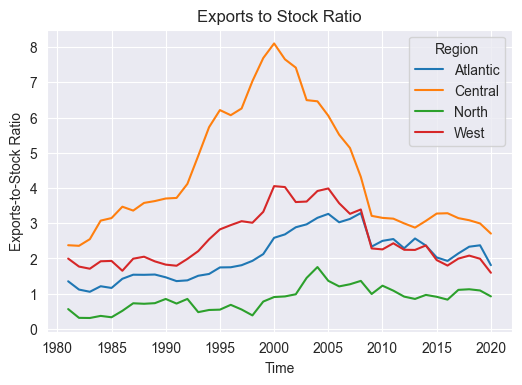 Exports to Stock Ratio
Region
Atlantic
Central
North
West
Exports-to-Stock Ratio
8
7
6
5
4
3
2
1
0
1980 1985 1990 1995 2000 2005 2010 2015 2020
Time